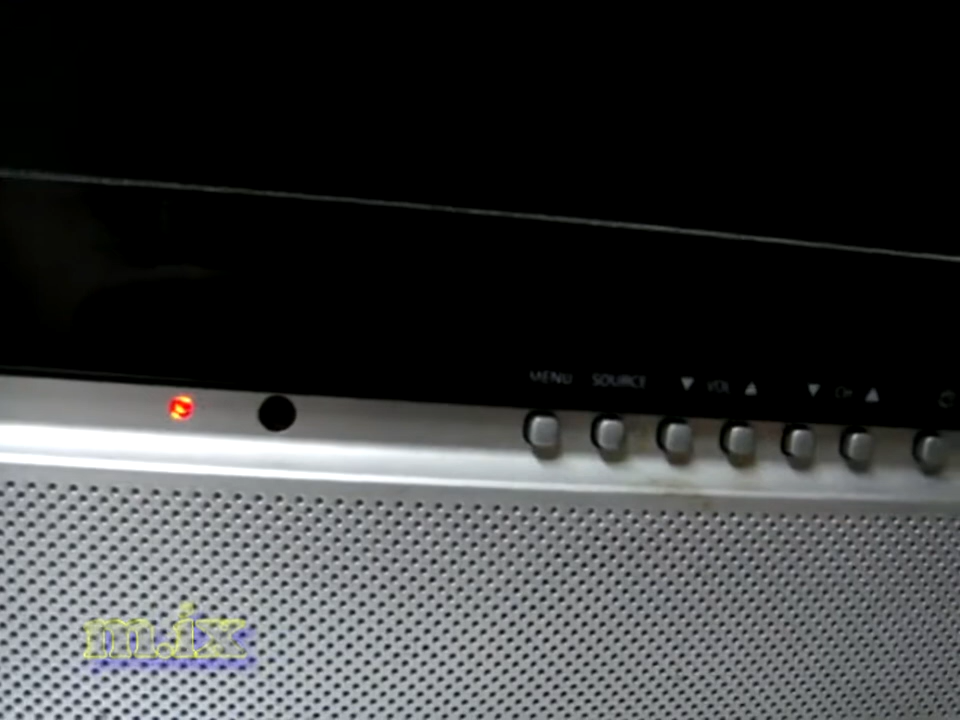 MENU SOURCE ▼ VOL ▲ ▼ CH ▲
m.ix